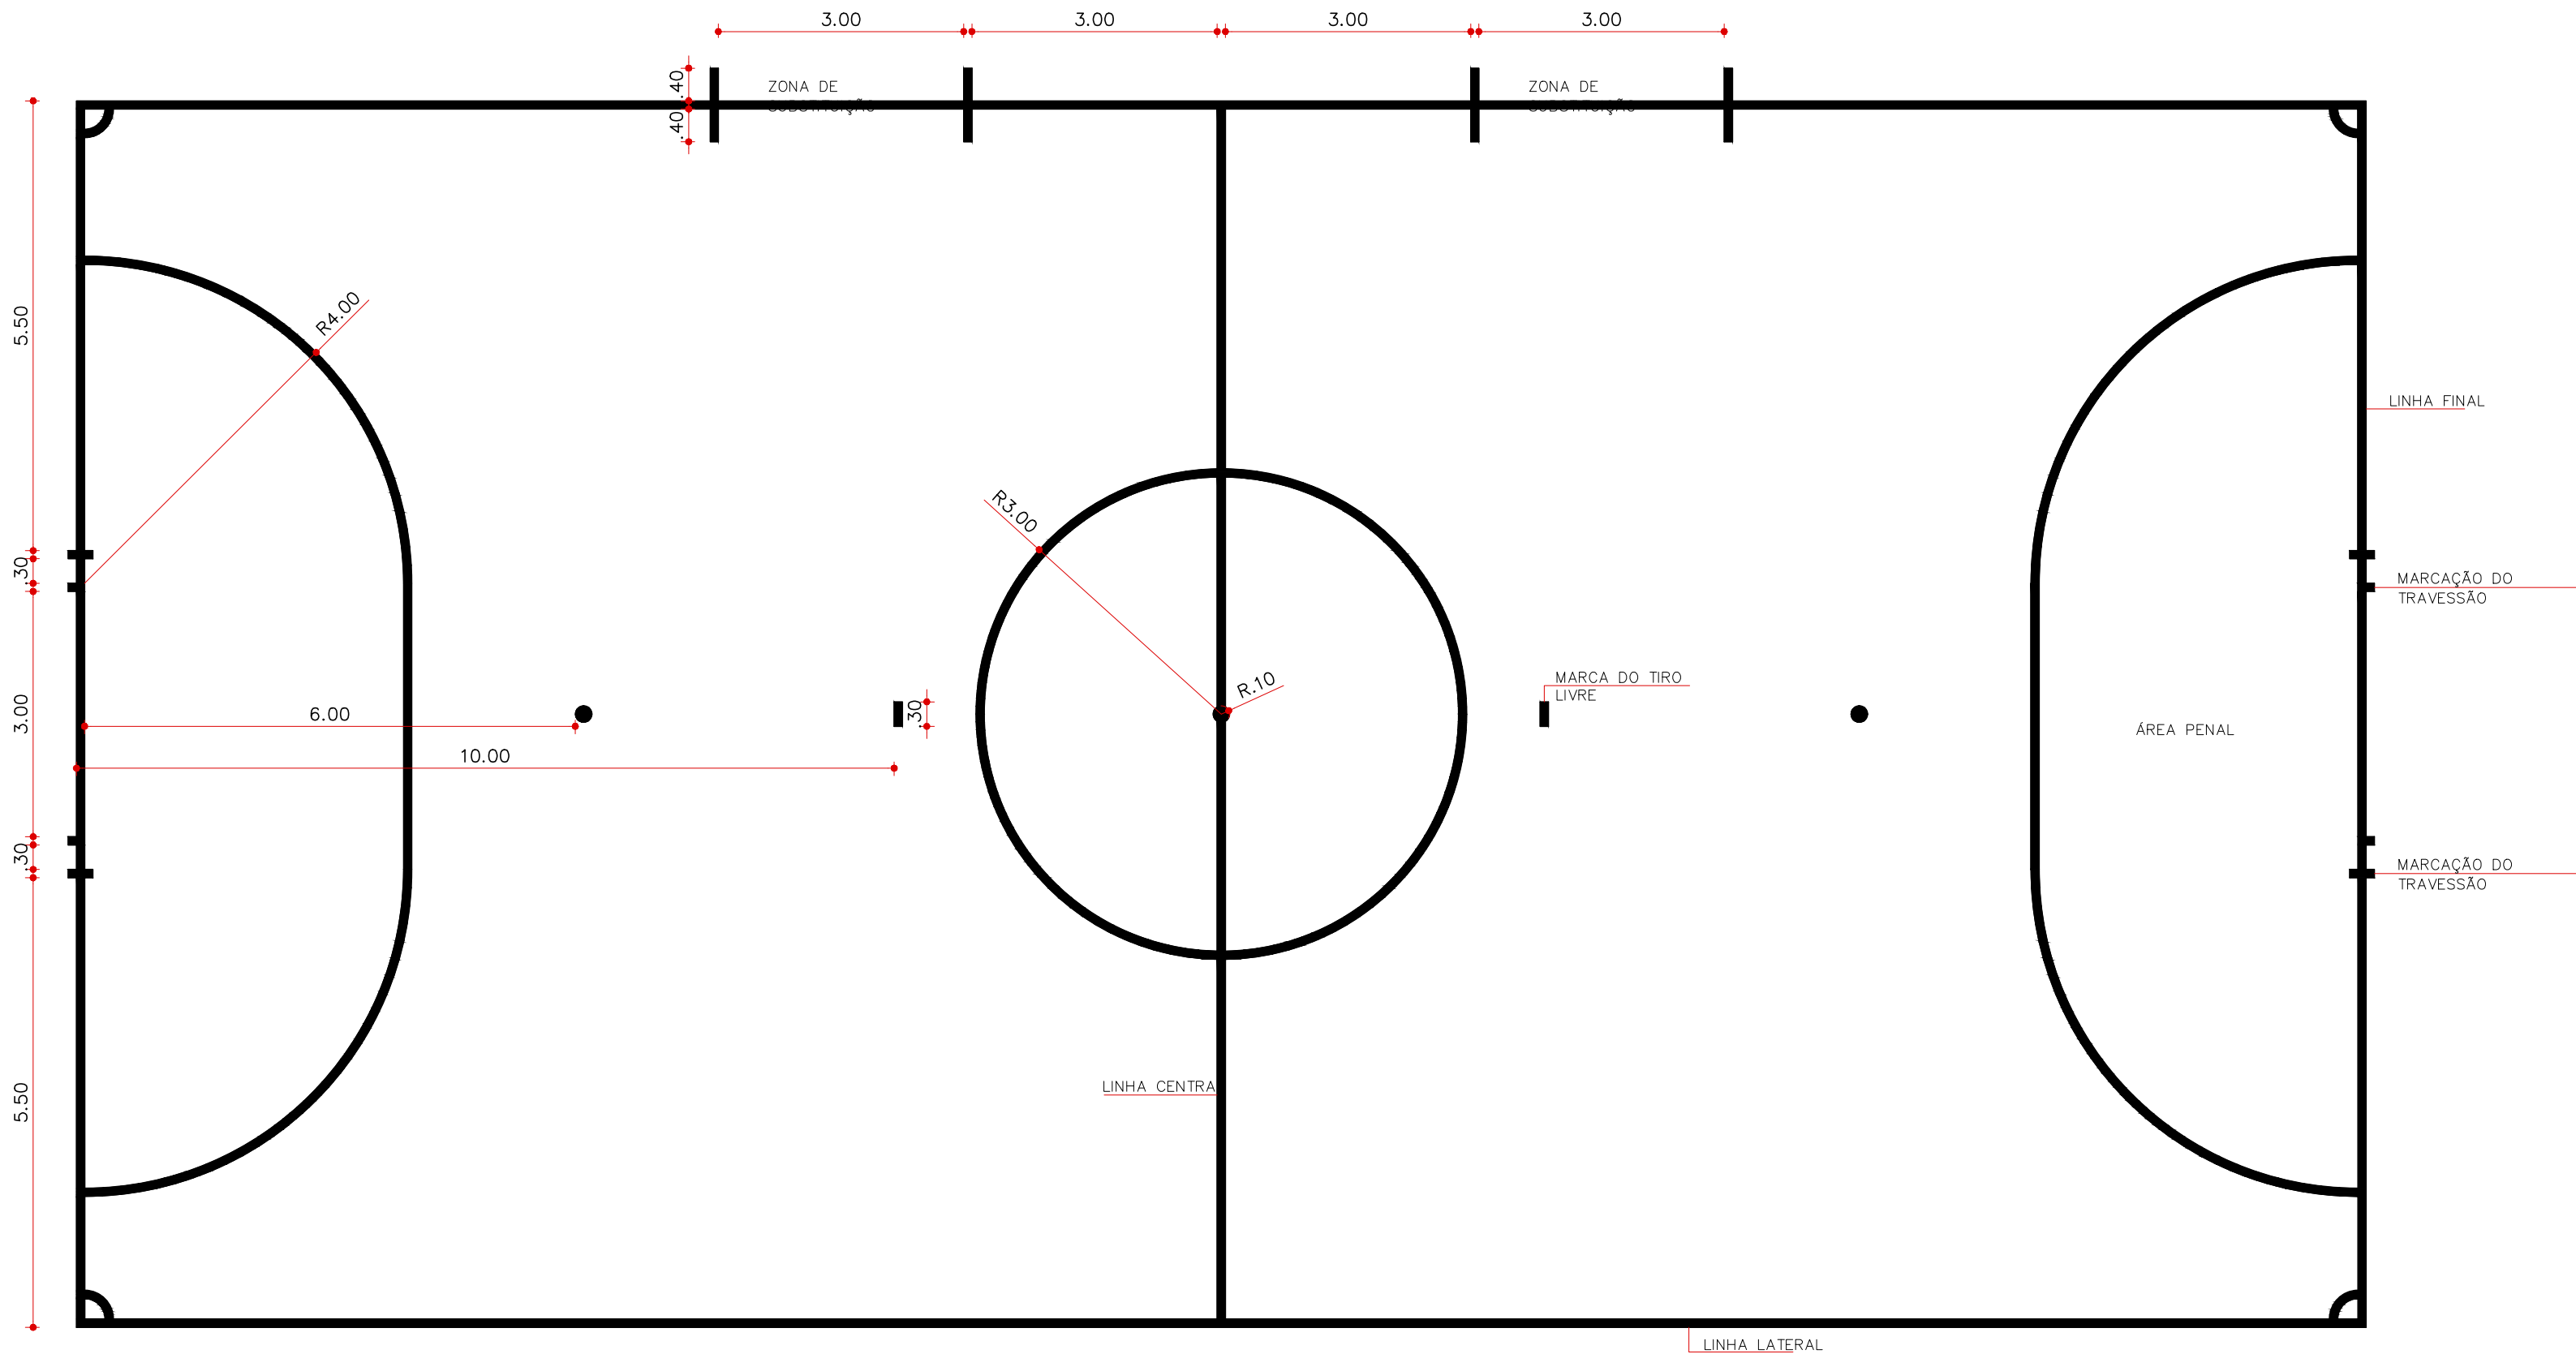 3.00 3.00 3.00 3.00
.40
ZONA DE
SUBSTITUIÇÃO
ZONA DE
SUBSTITUIÇÃO
.40
5.50
R4.00
LINHA FINAL
R3.00
.30
MARCAÇÃO DO
TRAVESSÃO
R.10
MARCA DO TIRO
LIVRE
3.00
6.00
.30
ÁREA PENAL
10.00
.30
MARCAÇÃO DO
TRAVESSÃO
5.50
LINHA CENTRA
LINHA LATERAL